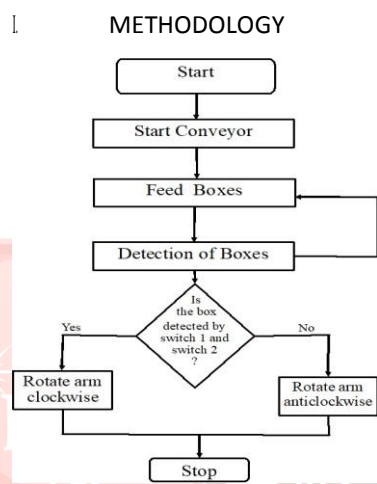 I. METHODOLOGY
Start
Start Conveyor
Feed Boxes
Detection of Boxes
Is
the box
detected by
switch 1 and
switch 2
?
Yes
No
Rotate arm
clockwise
Rotate arm
anticlockwise
Stop